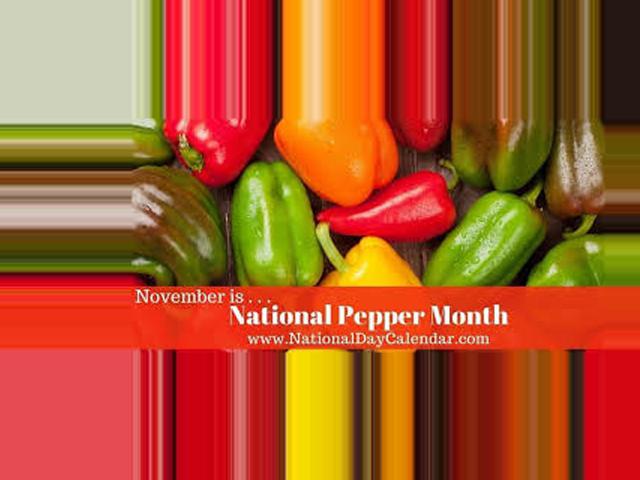 November is . . .
National Pepper Month
www.NationalDayCalendar.com